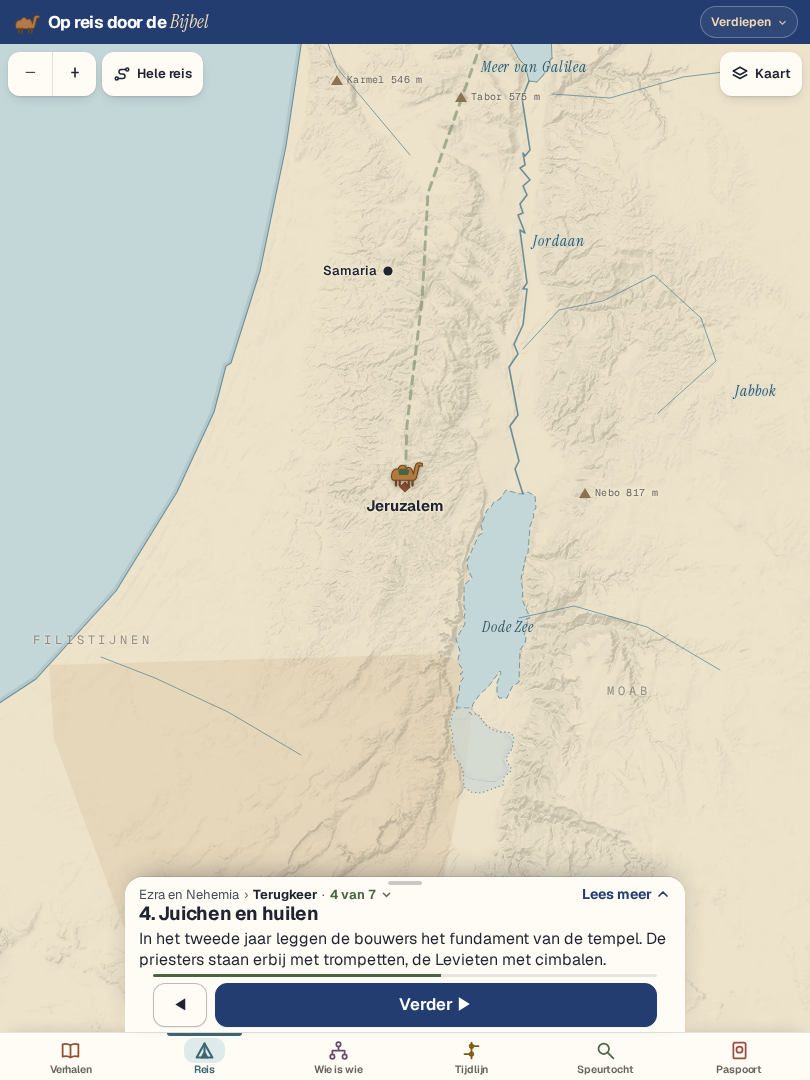 Op reis door de Bijbel
Verdiepen
Hele reis
Kaart
Meer van Galilea
Karmel 546 m
Tabor 575 m
Jordaan
Samaria
Jabbok
Jeruzalem
Nebo 817 m
Dode Zee
FILISTIJNEN
MOAB
Ezra en Nehemia › Terugkeer · 4 van 7
Lees meer
4. Juichen en huilen
In het tweede jaar leggen de bouwers het fundament van de tempel. De
priesters staan erbij met trompetten, de Levieten met cimbalen.
Verder
Verhalen
Reis
Wie is wie
Tijdlijn
Speurtocht
Paspoort